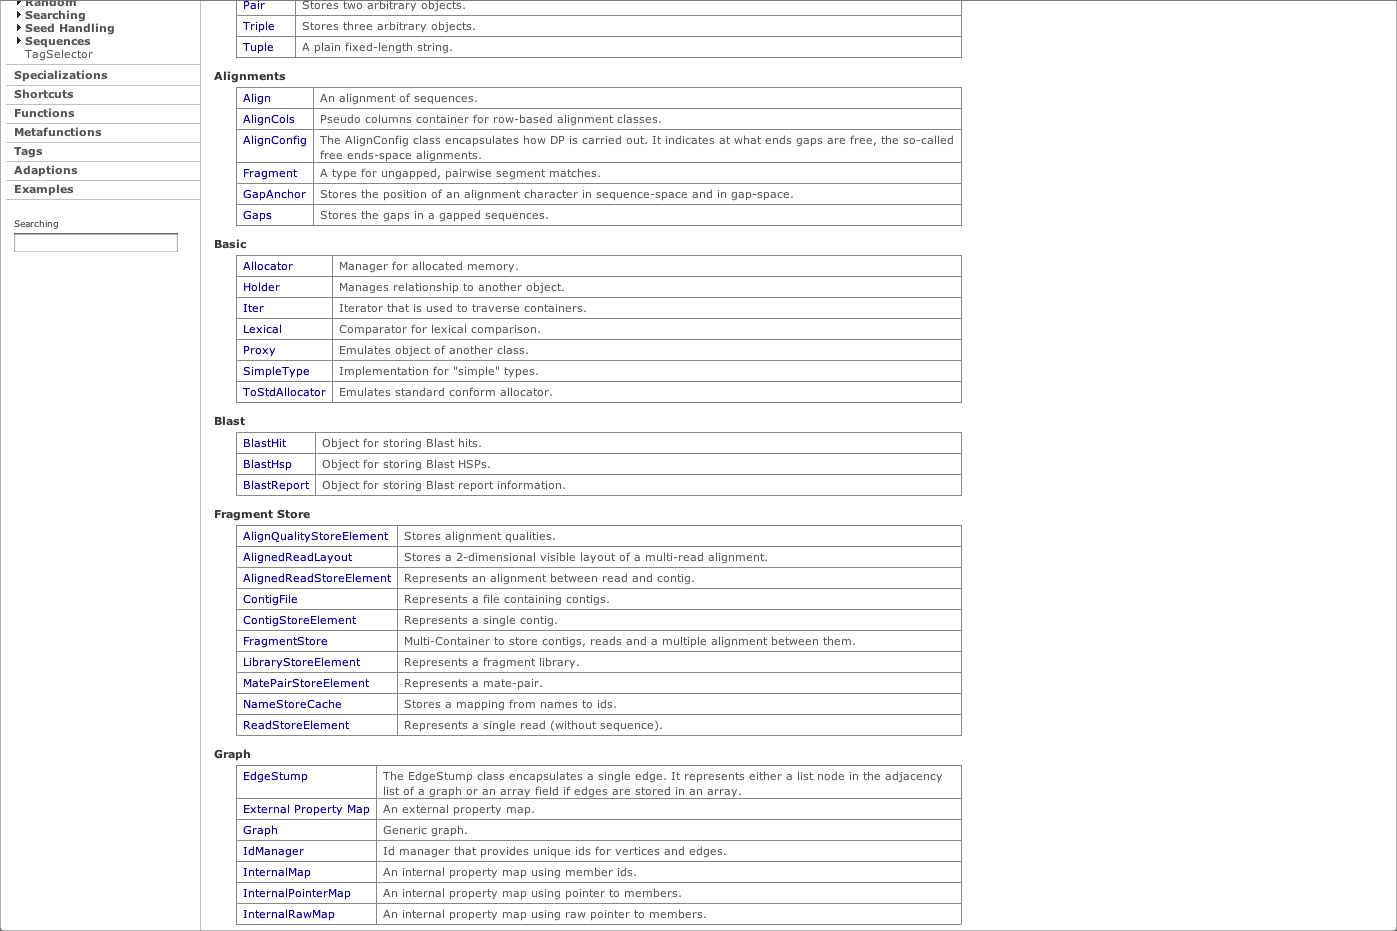 Random
Searching
Seed Handling
Sequences
TagSelector
Specializations
Shortcuts
Functions
Metafunctions
Tags
Adaptions
Examples
Searching
Pair Stores two arbitrary objects.
Triple Stores three arbitrary objects.
Tuple A plain fixed-length string.
Alignments
Align An alignment of sequences.
AlignCols Pseudo columns container for row-based alignment classes.
AlignConfig The AlignConfig class encapsulates how DP is carried out. It indicates at what ends gaps are free, the so-called
free ends-space alignments.
Fragment A type for ungapped, pairwise segment matches.
GapAnchor Stores the position of an alignment character in sequence-space and in gap-space.
Gaps Stores the gaps in a gapped sequences.
Basic
Allocator Manager for allocated memory.
Holder Manages relationship to another object.
Iter Iterator that is used to traverse containers.
Lexical Comparator for lexical comparison.
Proxy Emulates object of another class.
SimpleType Implementation for "simple" types.
ToStdAllocator Emulates standard conform allocator.
Blast
BlastHit Object for storing Blast hits.
BlastHsp Object for storing Blast HSPs.
BlastReport Object for storing Blast report information.
Fragment Store
AlignQualityStoreElement Stores alignment qualities.
AlignedReadLayout Stores a 2-dimensional visible layout of a multi-read alignment.
AlignedReadStoreElement Represents an alignment between read and contig.
ContigFile Represents a file containing contigs.
ContigStoreElement Represents a single contig.
FragmentStore Multi-Container to store contigs, reads and a multiple alignment between them.
LibraryStoreElement Represents a fragment library.
MatePairStoreElement Represents a mate-pair.
NameStoreCache Stores a mapping from names to ids.
ReadStoreElement Represents a single read (without sequence).
Graph
EdgeStump The EdgeStump class encapsulates a single edge. It represents either a list node in the adjacency
list of a graph or an array field if edges are stored in an array.
External Property Map An external property map.
Graph Generic graph.
IdManager Id manager that provides unique ids for vertices and edges.
InternalMap An internal property map using member ids.
InternalPointerMap An internal property map using pointer to members.
InternalRawMap An internal property map using raw pointer to members.